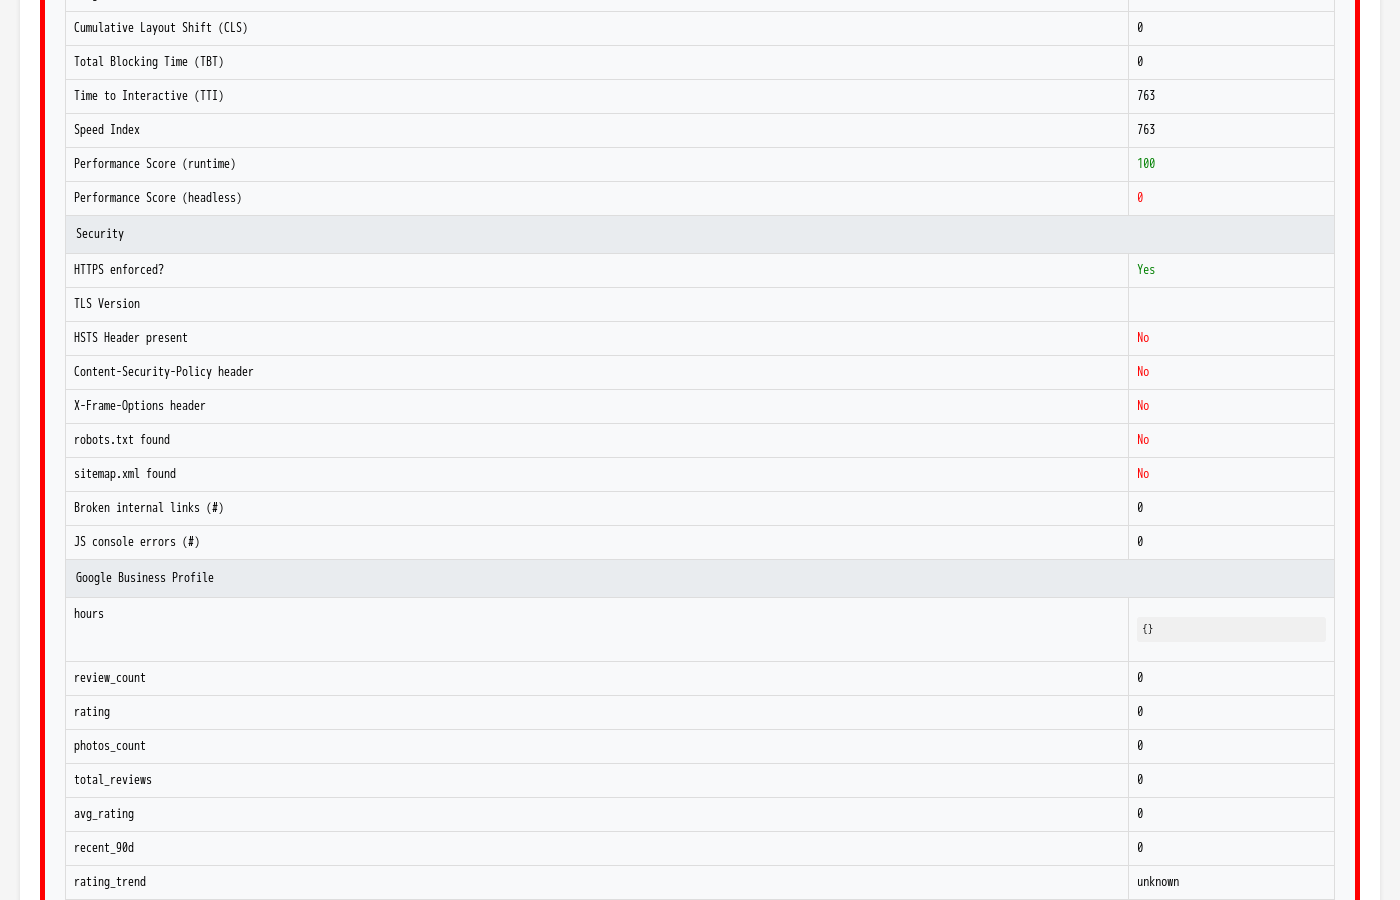 Cumulative Layout Shift (CLS) 0
Total Blocking Time (TBT) 0
Time to Interactive (TTI) 763
Speed Index 763
Performance Score (runtime) 100
Performance Score (headless) 0
Security
HTTPS enforced? Yes
TLS Version
HSTS Header present No
Content-Security-Policy header No
X-Frame-Options header No
robots.txt found No
sitemap.xml found No
Broken internal links (#) 0
JS console errors (#) 0
Google Business Profile
hours {}
review_count 0
rating 0
photos_count 0
total_reviews 0
avg_rating 0
recent_90d 0
rating_trend unknown